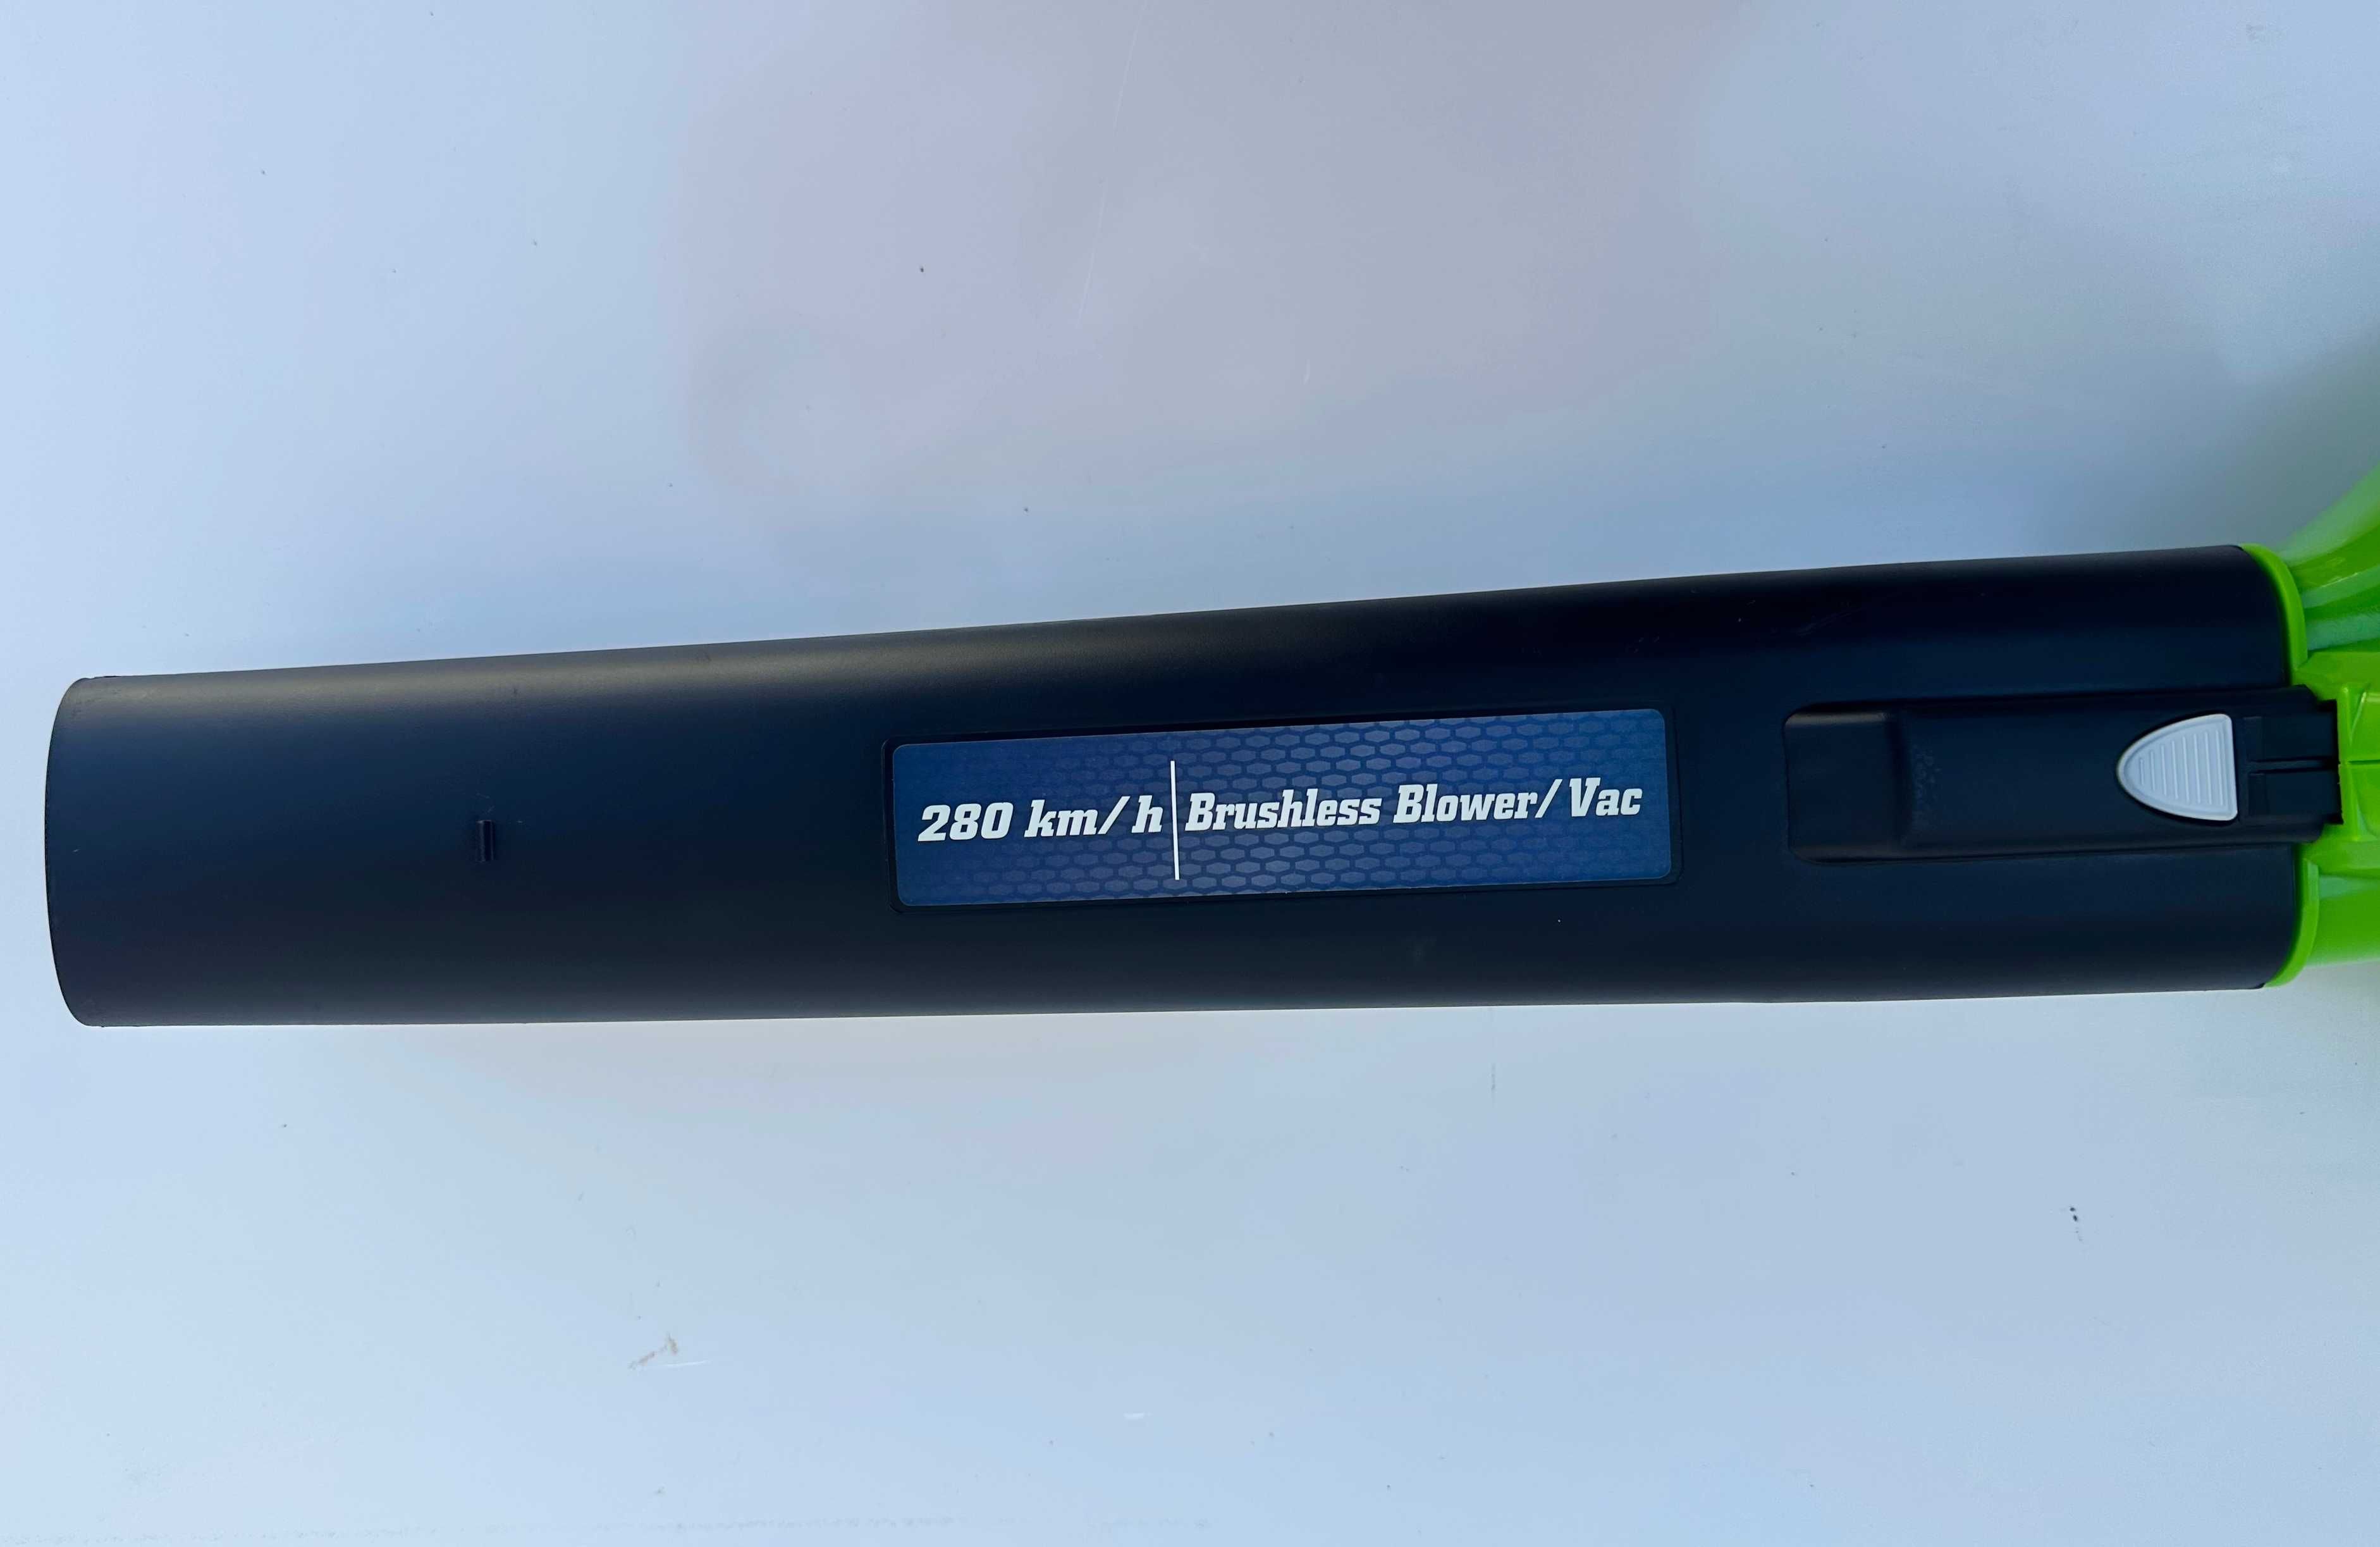 280 km/h | Brushless Blower/Vac